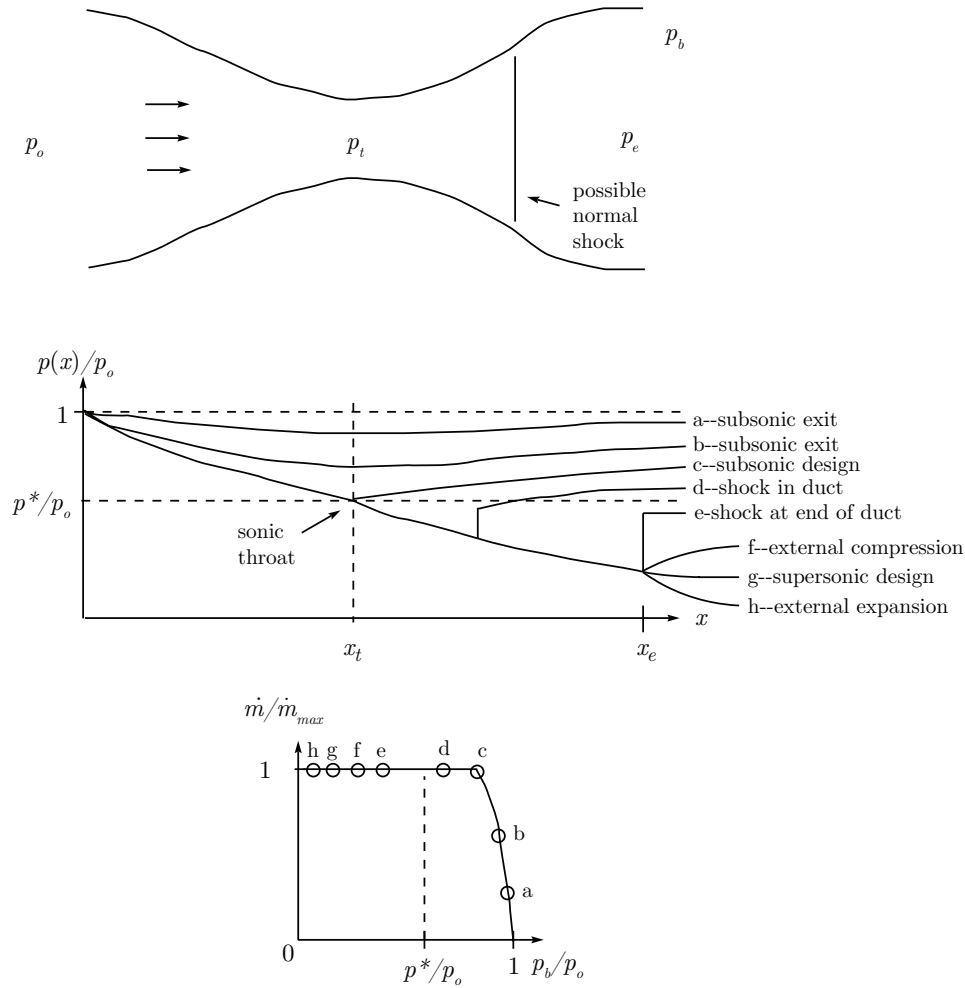 p_b
p_o
p_t
p_e
possible
normal
shock
p(x)/p_o
1
a--subsonic exit
b--subsonic exit
c--subsonic design
d--shock in duct
p*/p_o
e-shock at end of duct
sonic
throat
f--external compression
g--supersonic design
h--external expansion
x
x_t
x_e
ṁ/ṁ_max
h g f e d c
1
b
a
0
p*/p_o
1
p_b/p_o